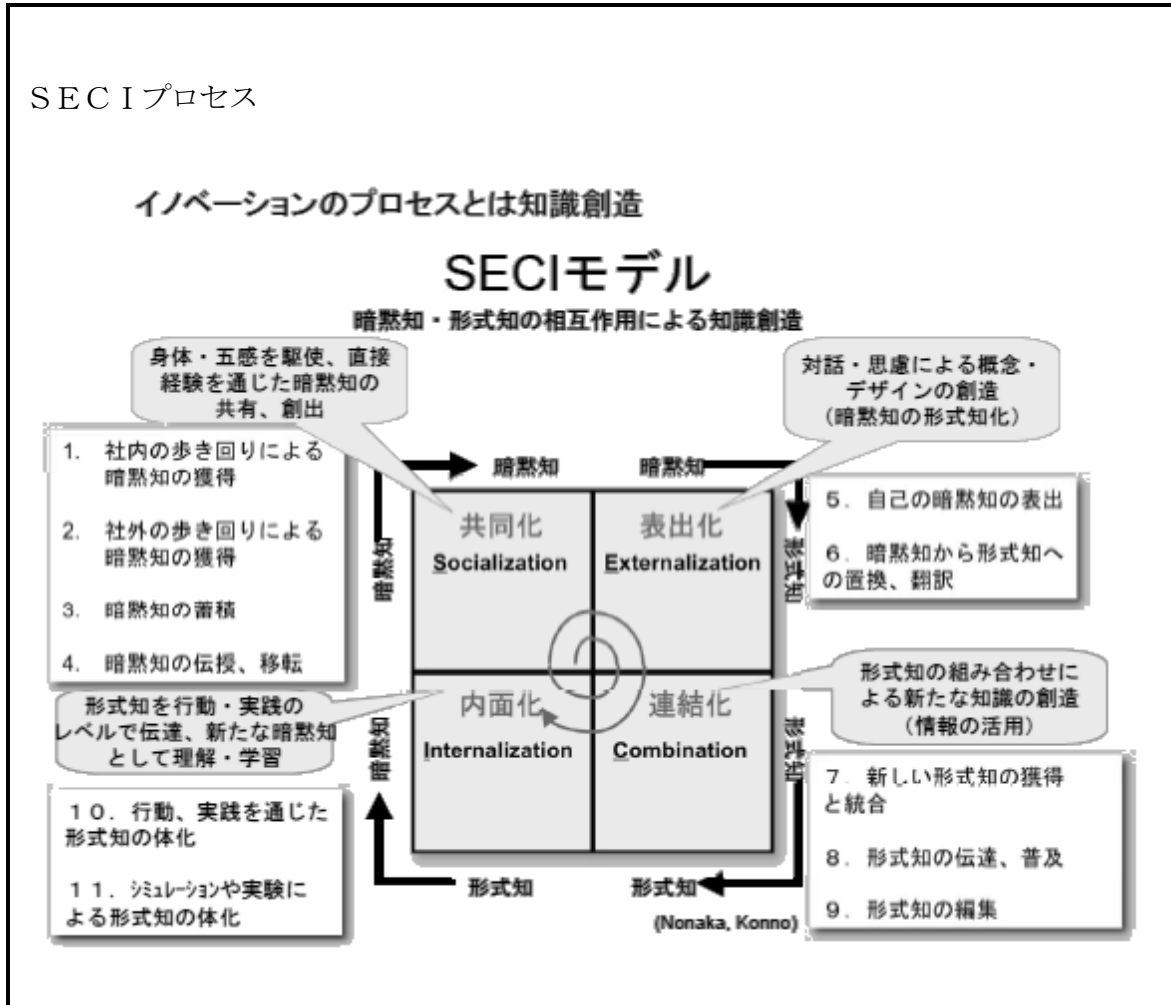 ＳＥＣＩプロセス
イノベーションのプロセスとは知識創造
SECIモデル
暗黙知・形式知の相互作用による知識創造
身体・五感を駆使、直接
経験を通じた暗黙知の
共有、創出
対話・思慮による概念・
デザインの創造
（暗黙知の形式知化）
1. 社内の歩き回りによる
暗黙知の獲得
2. 社外の歩き回りによる
暗黙知の獲得
3. 暗黙知の蓄積
4. 暗黙知の伝授、移転
暗黙知
暗黙知
暗黙知
形式知
共同化
Socialization
表出化
Externalization
５．自己の暗黙知の表出
６．暗黙知から形式知へ
の置換、翻訳
形式知を行動・実践の
レベルで伝達、新たな暗黙知
として理解・学習
形式知の組み合わせに
よる新たな知識の創造
（情報の活用）
暗黙知
形式知
内面化
Internalization
連結化
Combination
１０．行動、実践を通じた
形式知の体化
１１．ｼﾐｭﾚｰｼｮﾝや実験に
よる形式知の体化
７．新しい形式知の獲得
と統合
８．形式知の伝達、普及
９．形式知の編集
形式知
形式知
(Nonaka, Konno)